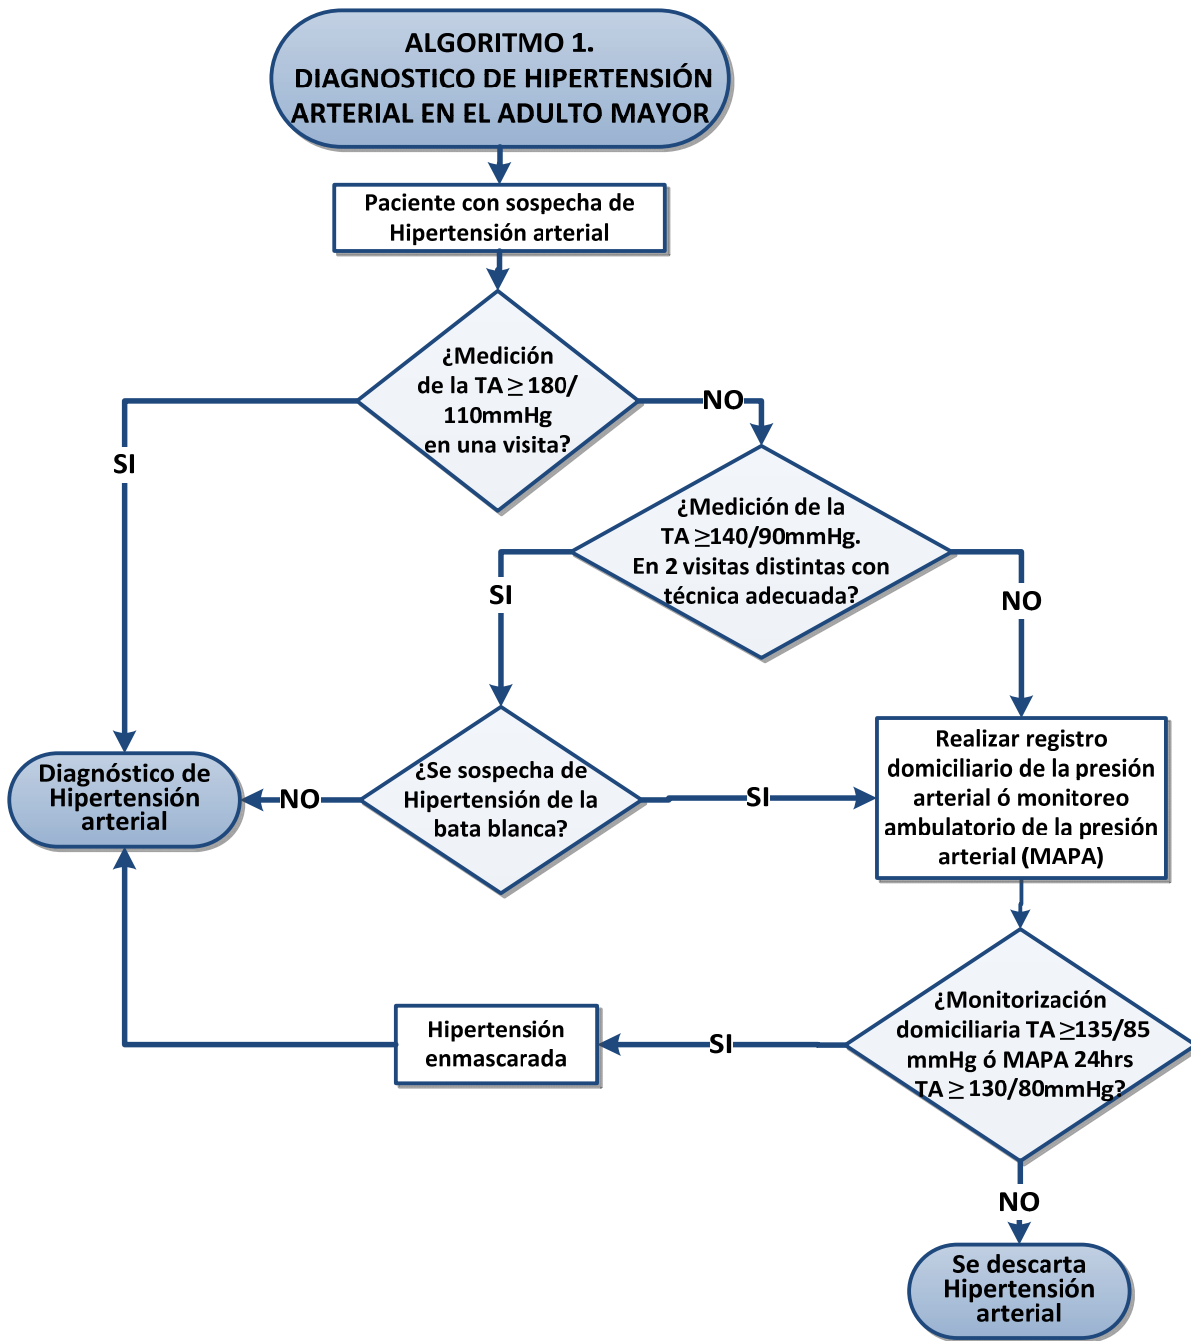 ALGORITMO 1.
DIAGNOSTICO DE HIPERTENSIÓN
ARTERIAL EN EL ADULTO MAYOR
Paciente con sospecha de
Hipertensión arterial
¿Medición
de la TA ≥ 180/
110mmHg
en una visita?
NO
SI
¿Medición de la
TA ≥140/90mmHg.
En 2 visitas distintas con
técnica adecuada?
SI
NO
Diagnóstico de
Hipertensión
arterial
NO
¿Se sospecha de
Hipertensión de la
bata blanca?
SI
Realizar registro
domiciliario de la presión
arterial ó monitoreo
ambulatorio de la presión
arterial (MAPA)
Hipertensión
enmascarada
SI
¿Monitorización
domiciliaria TA ≥135/85
mmHg ó MAPA 24hrs
TA ≥ 130/80mmHg?
NO
Se descarta
Hipertensión
arterial